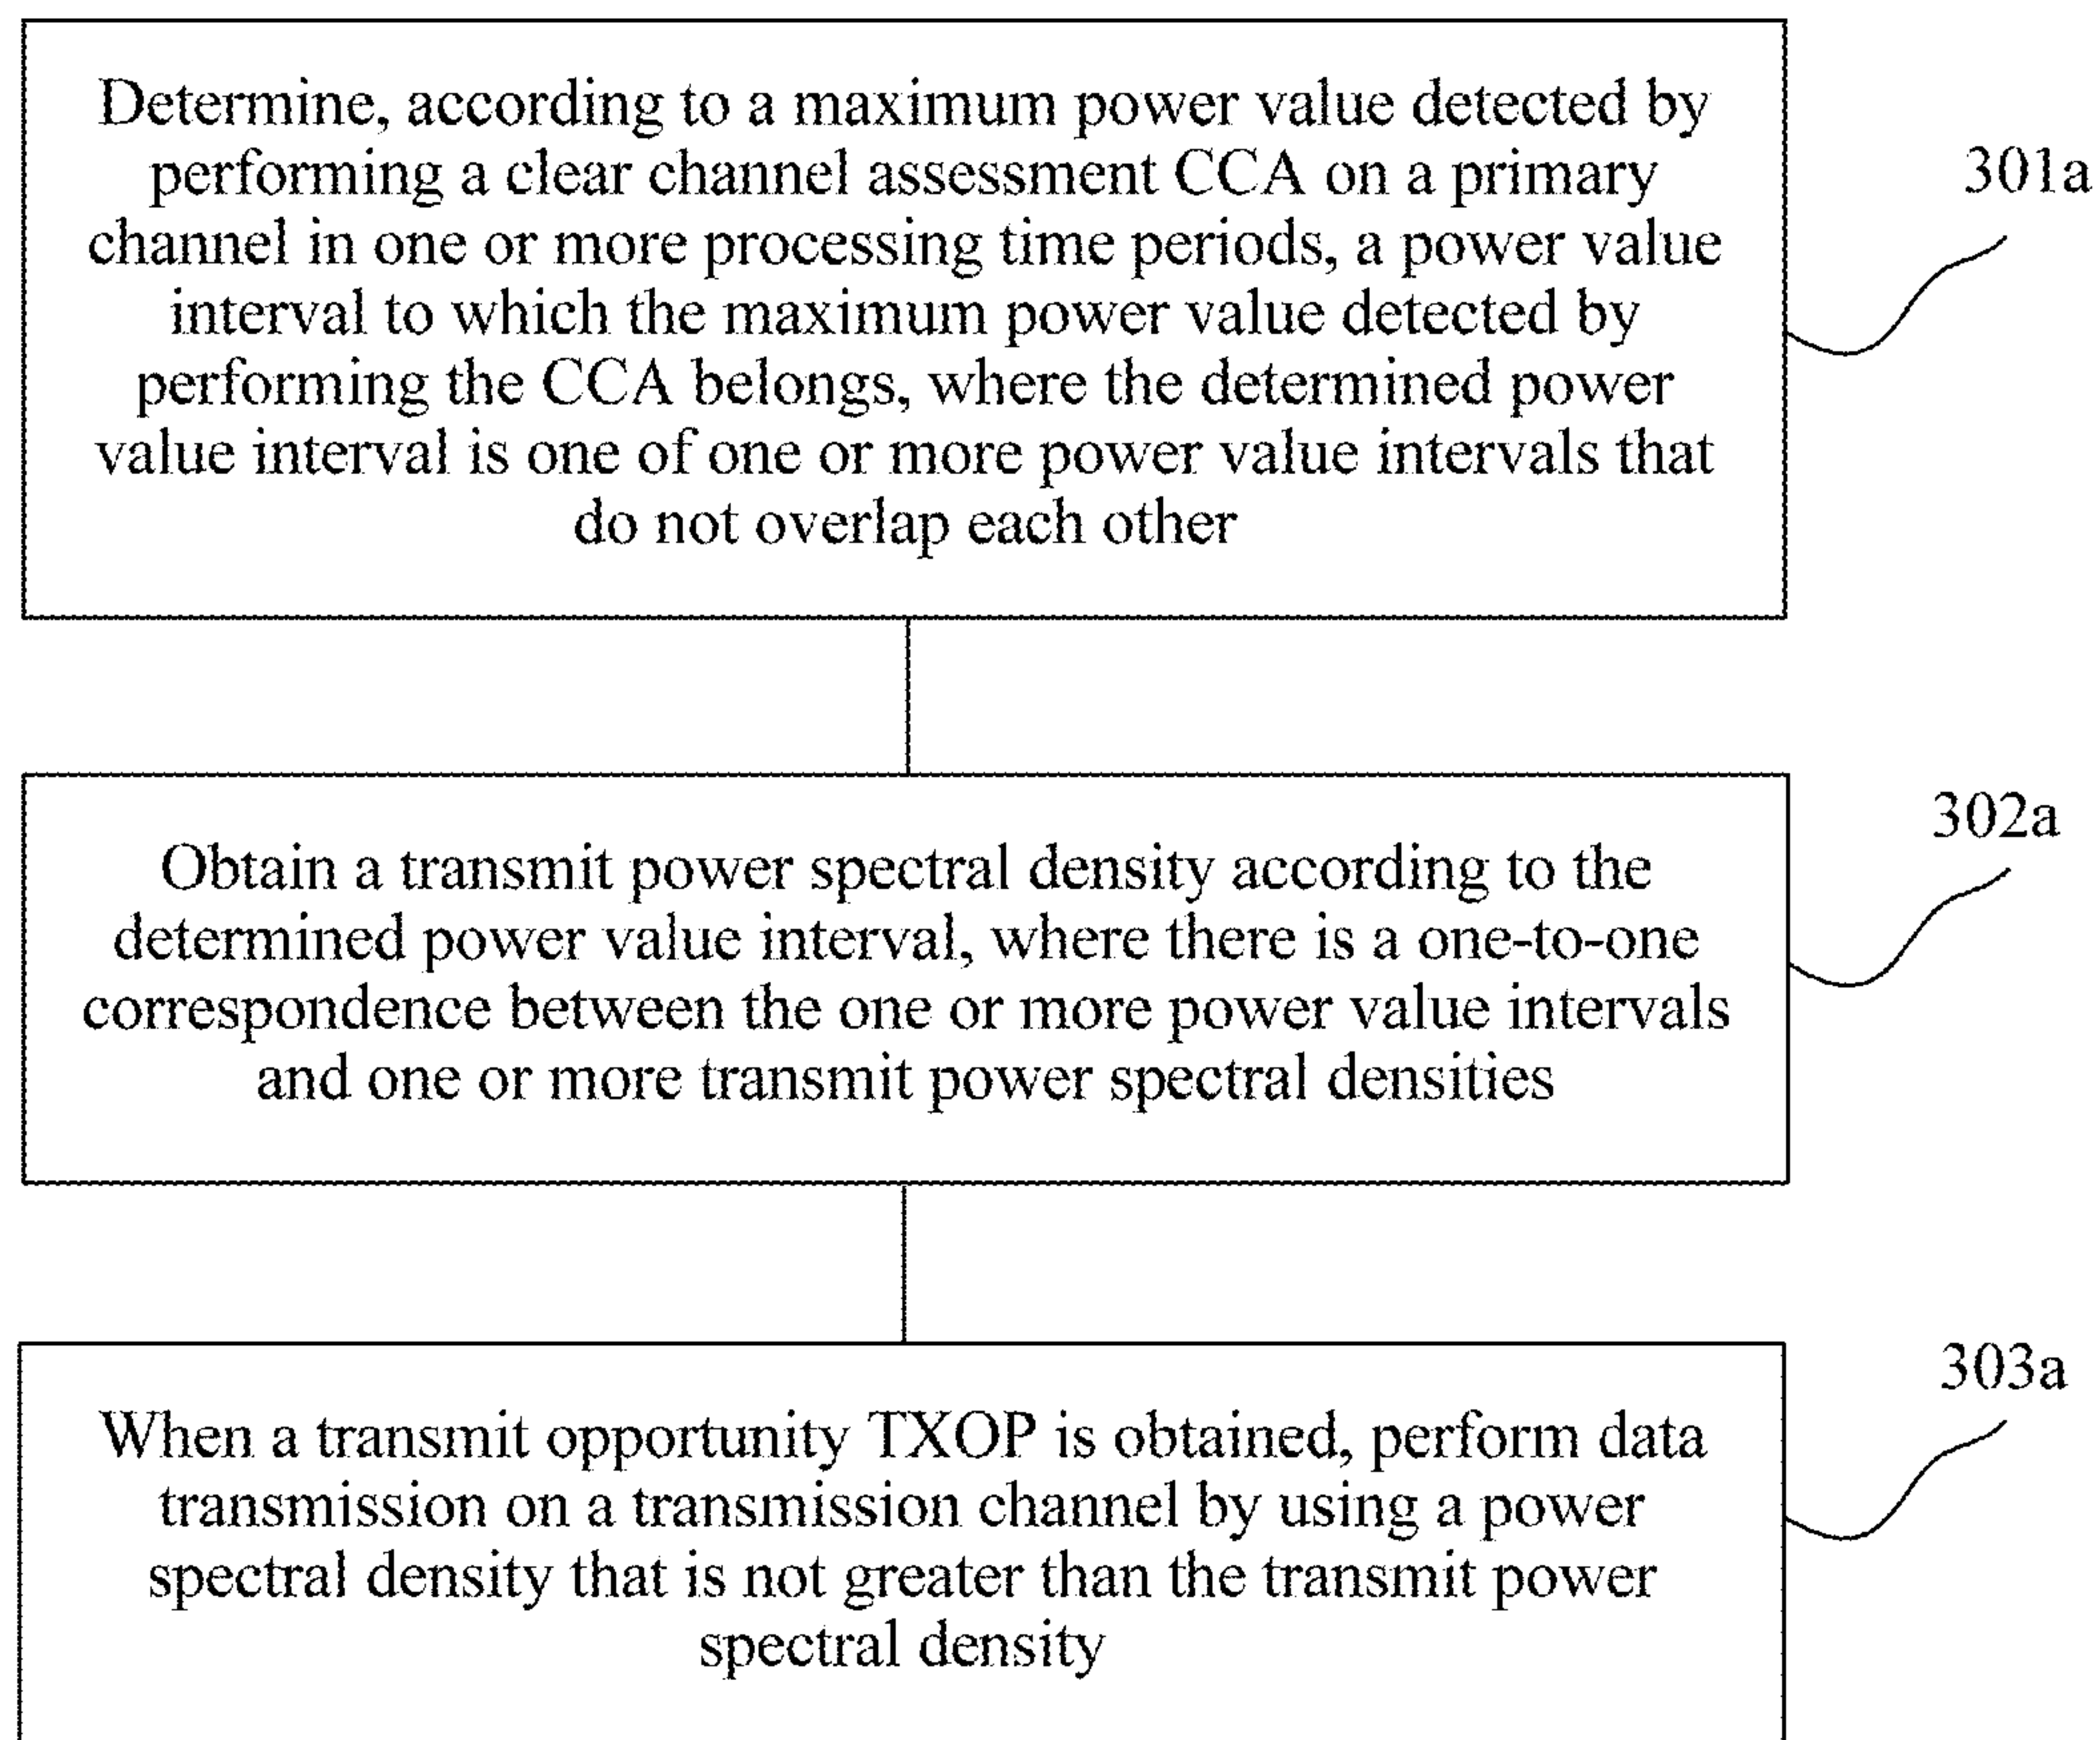 Determine, according to a maximum power value detected by
performing a clear channel assessment CCA on a primary
channel in one or more processing time periods, a power value
interval to which the maximum power value detected by
performing the CCA belongs, where the determined power
value interval is one of one or more power value intervals that
do not overlap each other
301a
Obtain a transmit power spectral density according to the
determined power value interval, where there is a one-to-one
correspondence between the one or more power value intervals
and one or more transmit power spectral densities
302a
When a transmit opportunity TXOP is obtained, perform data
transmission on a transmission channel by using a power
spectral density that is not greater than the transmit power
spectral density
303a